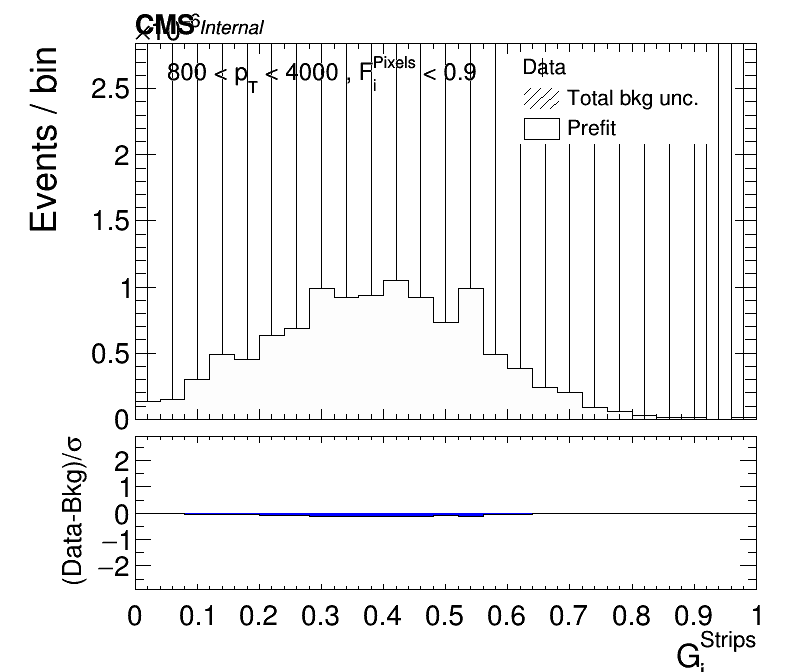 CMS Internal
×10⁻⁶
800 < p_T < 4000 , F_i^Pixels < 0.9
Data
Total bkg unc.
Prefit
Events / bin
2.5
2
1.5
1
0.5
0
(Data-Bkg)/σ
2
1
0
−1
−2
0 0.1 0.2 0.3 0.4 0.5 0.6 0.7 0.8 0.9 1
G_i^Strips